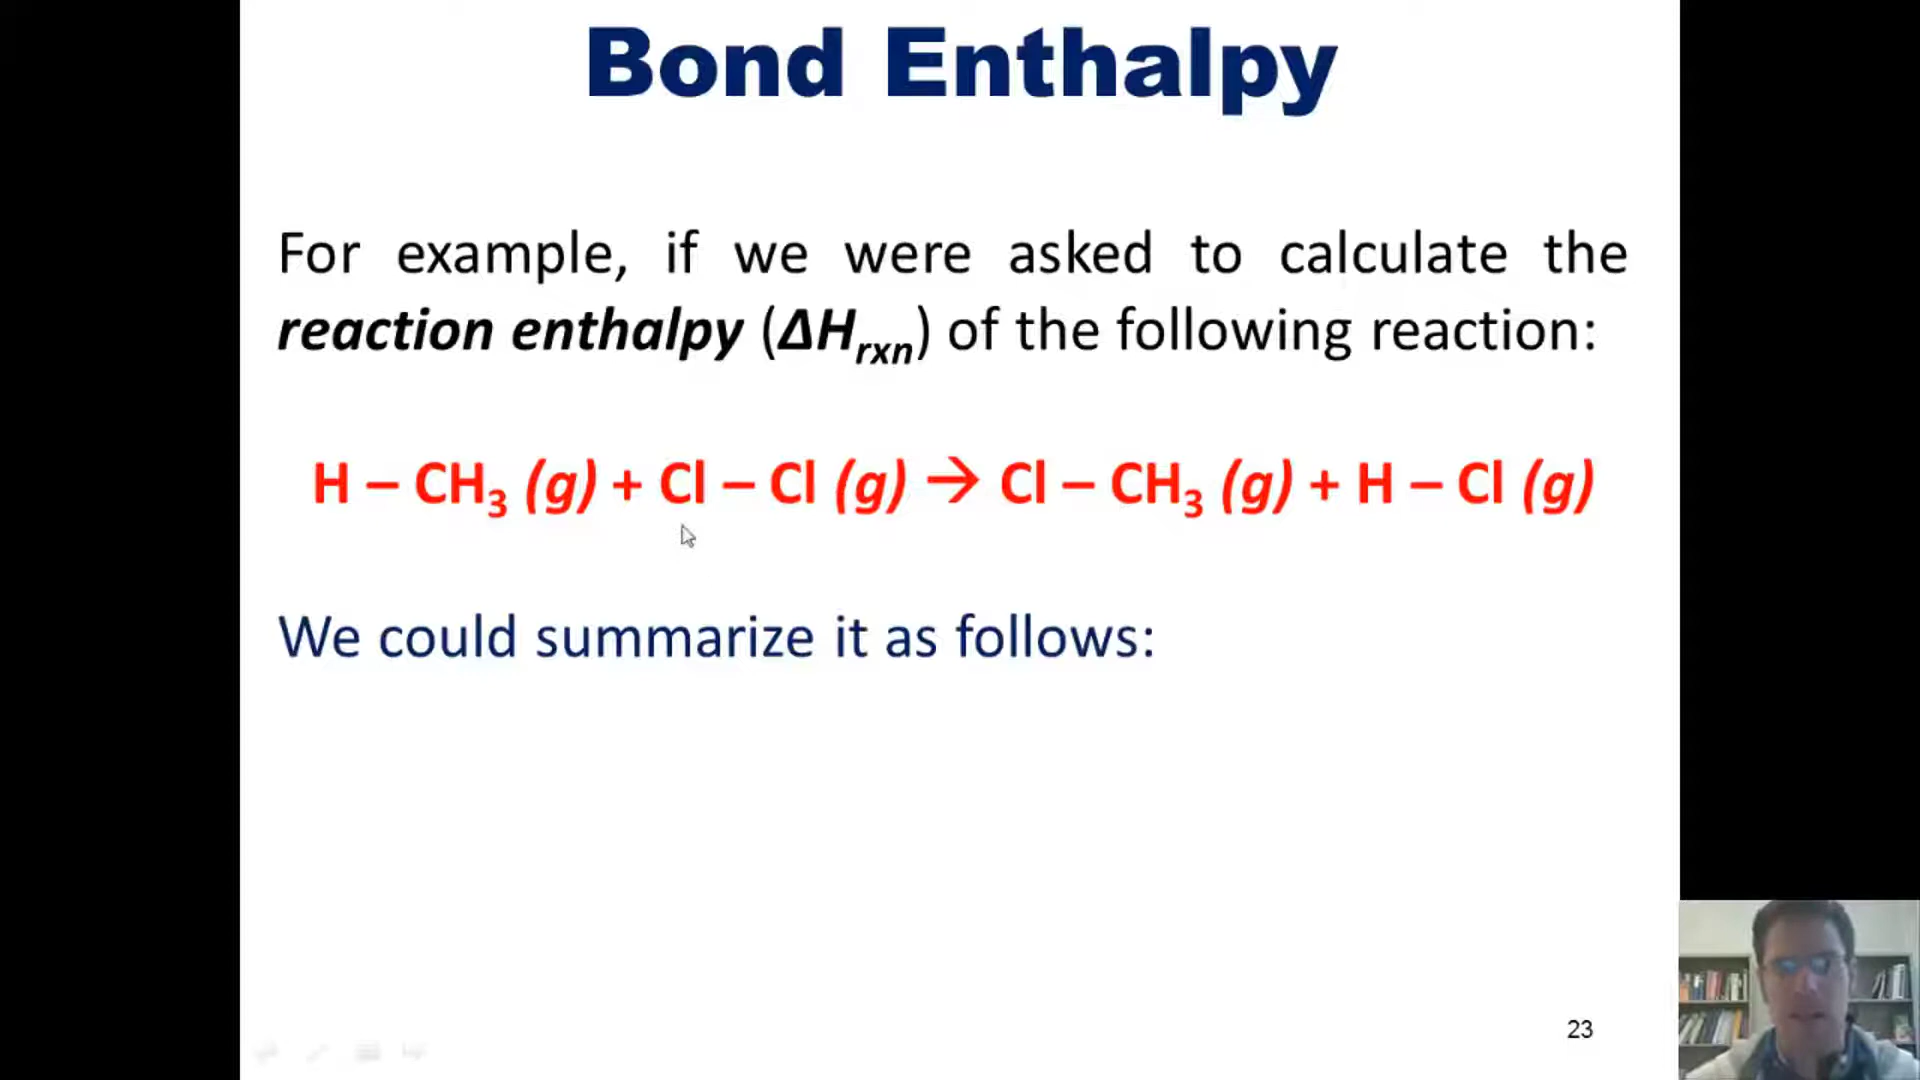 Bond Enthalpy
For example, if we were asked to calculate the
reaction enthalpy (ΔHrxn) of the following reaction:
H – CH3 (g) + Cl – Cl (g) → Cl – CH3 (g) + H – Cl (g)
We could summarize it as follows:
23